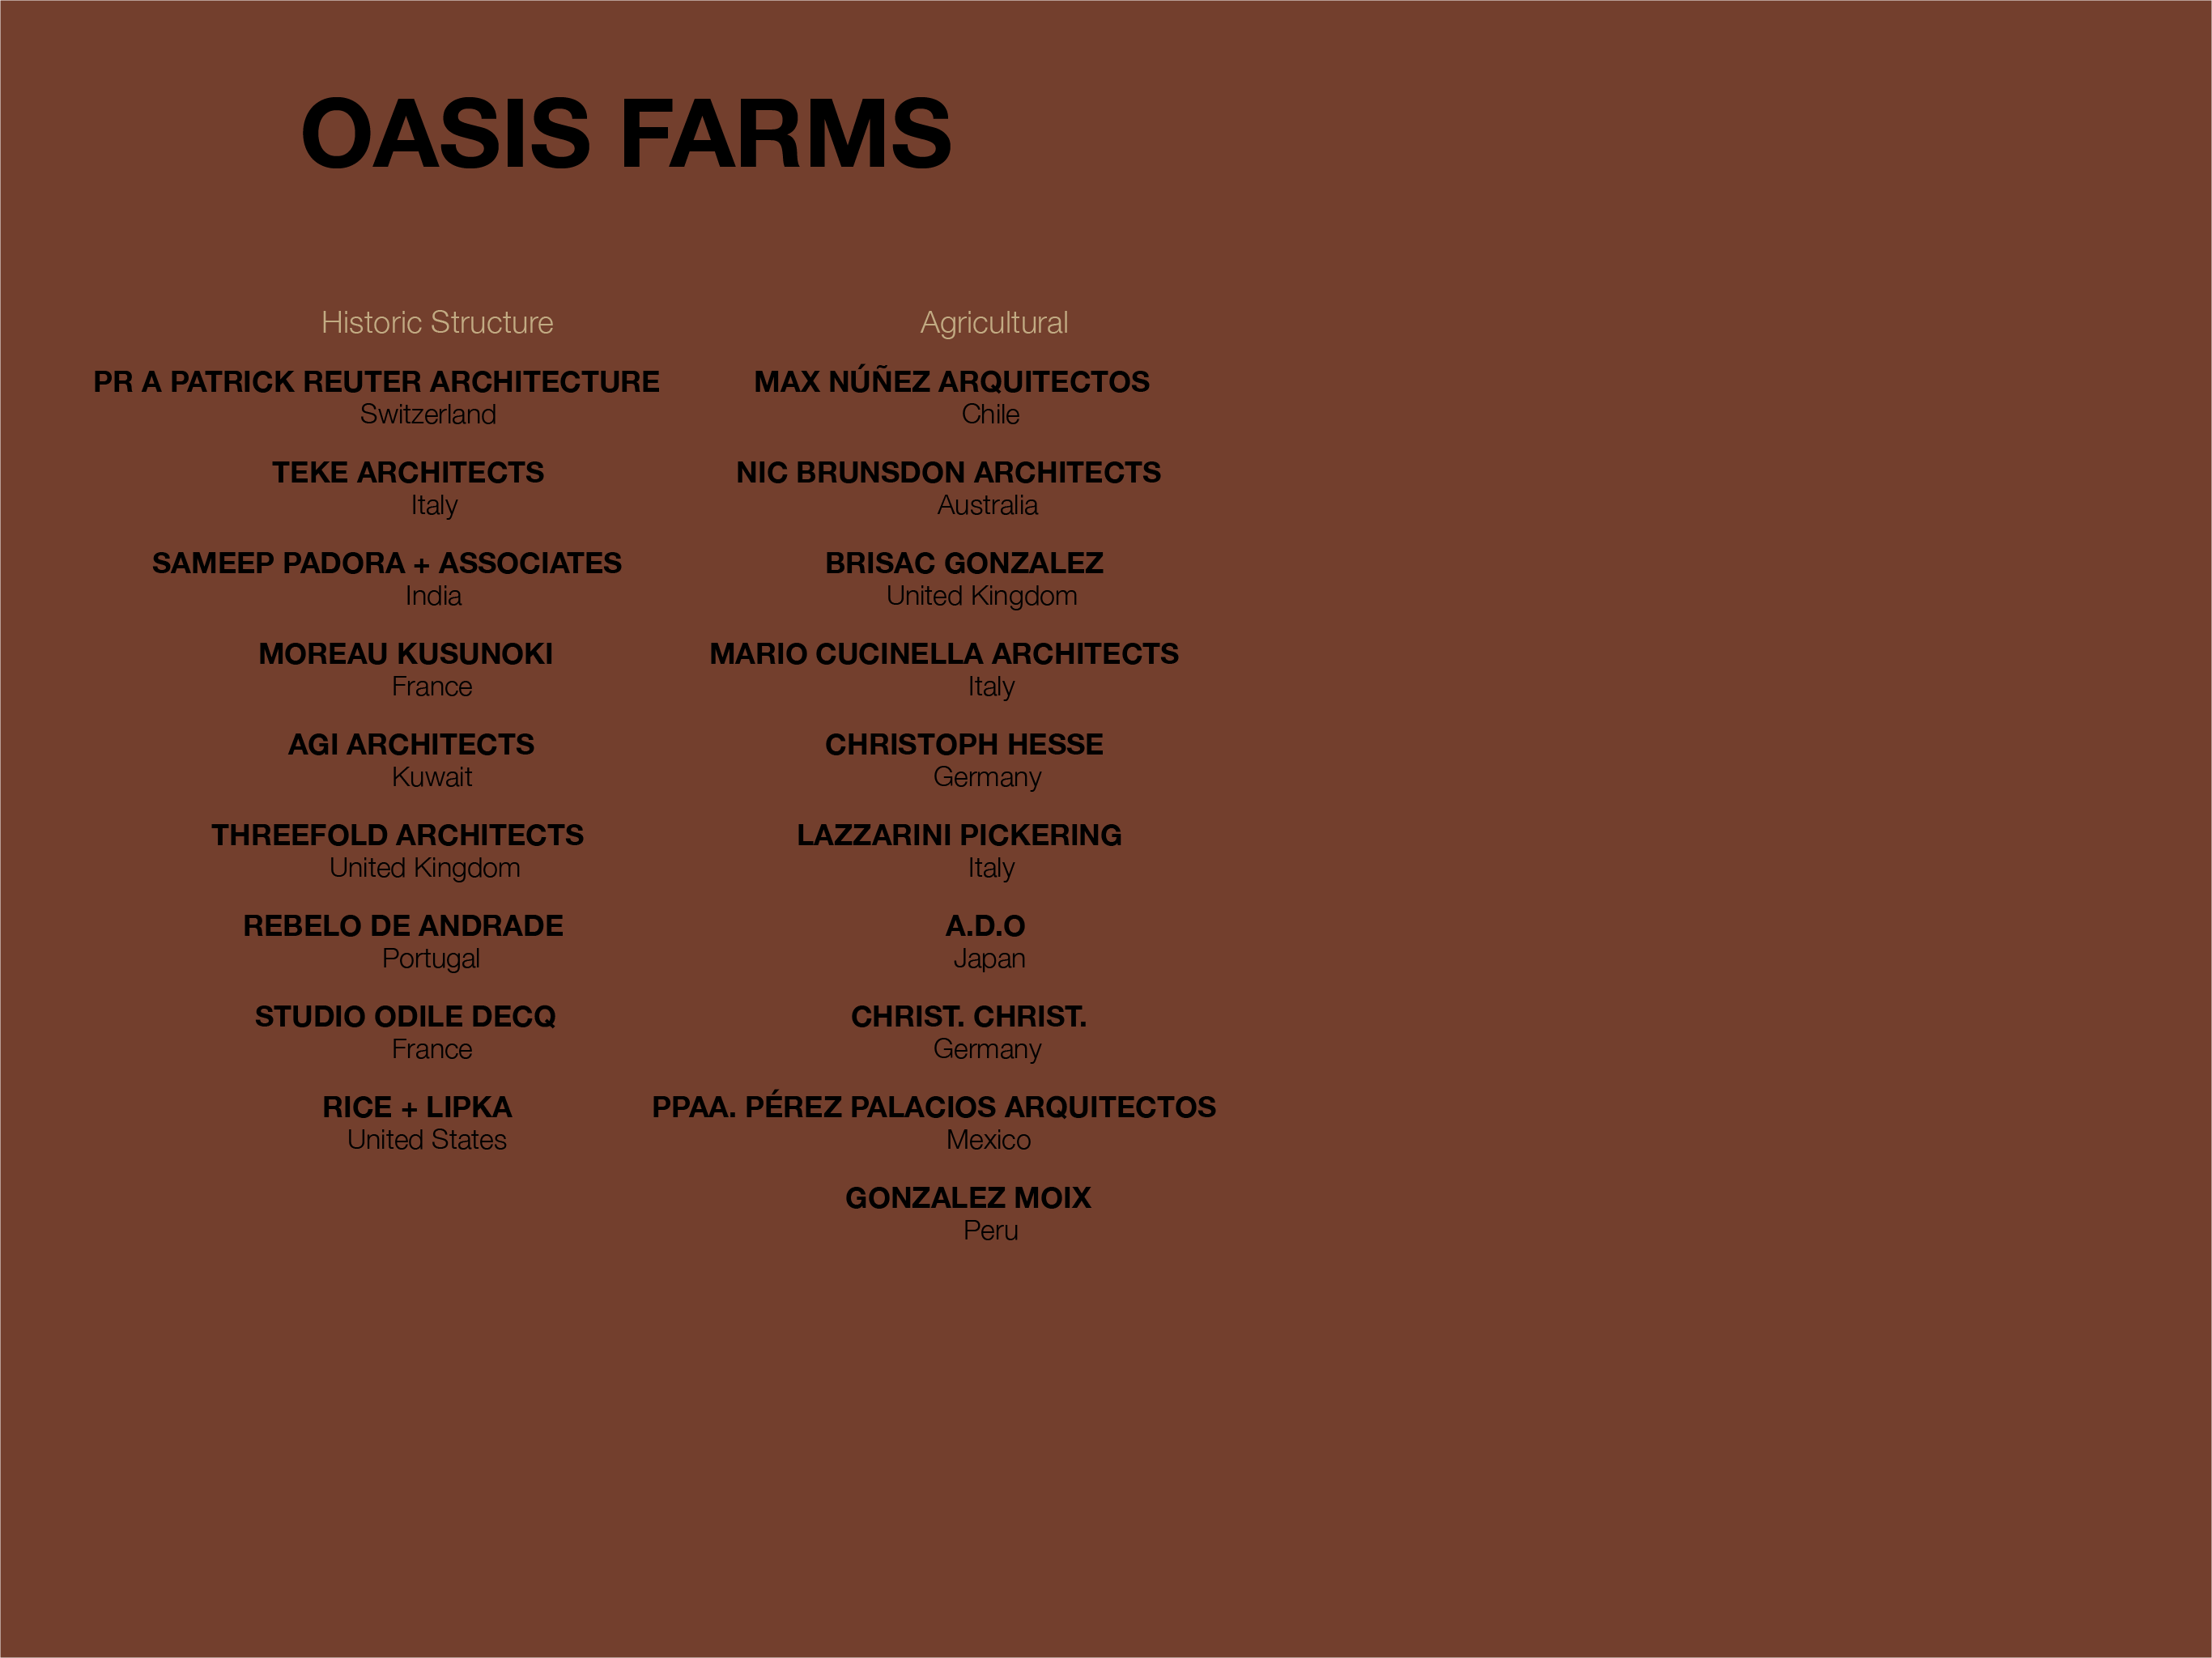 OASIS FARMS
Historic Structure
PR A PATRICK REUTER ARCHITECTURE
Switzerland
TEKE ARCHITECTS
Italy
SAMEEP PADORA + ASSOCIATES
India
MOREAU KUSUNOKI
France
AGI ARCHITECTS
Kuwait
THREEFOLD ARCHITECTS
United Kingdom
REBELO DE ANDRADE
Portugal
STUDIO ODILE DECQ
France
RICE + LIPKA
United States
Agricultural
MAX NÚÑEZ ARQUITECTOS
Chile
NIC BRUNSDON ARCHITECTS
Australia
BRISAC GONZALEZ
United Kingdom
MARIO CUCINELLA ARCHITECTS
Italy
CHRISTOPH HESSE
Germany
LAZZARINI PICKERING
Italy
A.D.O
Japan
CHRIST. CHRIST.
Germany
PPAA. PÉREZ PALACIOS ARQUITECTOS
Mexico
GONZALEZ MOIX
Peru